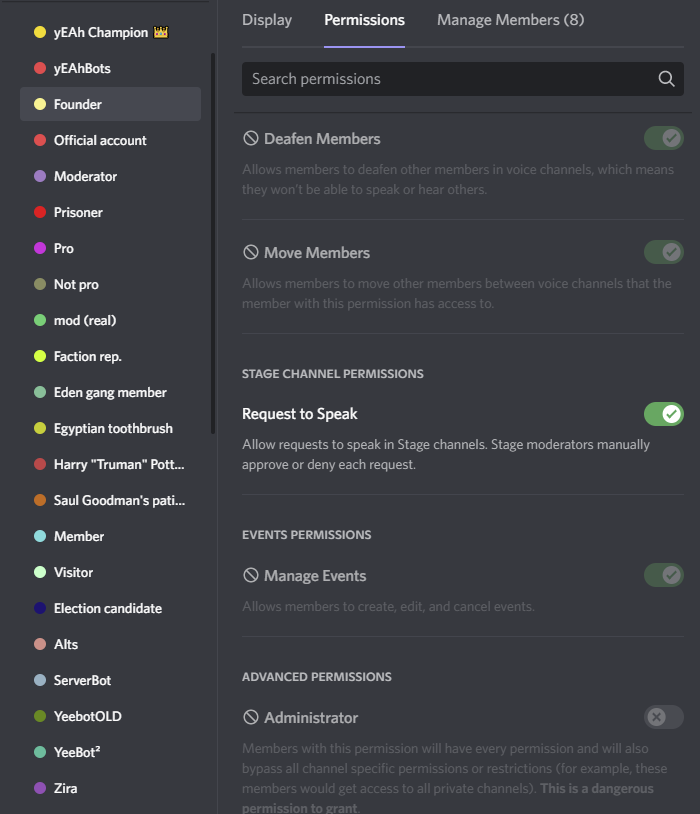 yEAh Champion 👑
yEAhBots
Founder
Official account
Moderator
Prisoner
Pro
Not pro
mod (real)
Faction rep.
Eden gang member
Egyptian toothbrush
Harry "Truman" Pott...
Saul Goodman's pati...
Member
Visitor
Election candidate
Alts
ServerBot
YeebotOLD
YeeBot²
Zira
Display Permissions Manage Members (8)
Search permissions
Deafen Members
Allows members to deafen other members in voice channels, which means
they won't be able to speak or hear others.
Move Members
Allows members to move other members between voice channels that the
member with this permission has access to.
STAGE CHANNEL PERMISSIONS
Request to Speak
Allow requests to speak in Stage channels. Stage moderators manually
approve or deny each request.
EVENTS PERMISSIONS
Manage Events
Allows members to create, edit, and cancel events.
ADVANCED PERMISSIONS
Administrator
Members with this permission will have every permission and will also
bypass all channel specific permissions or restrictions (for example, these
members would get access to all private channels). This is a dangerous
permission to grant.